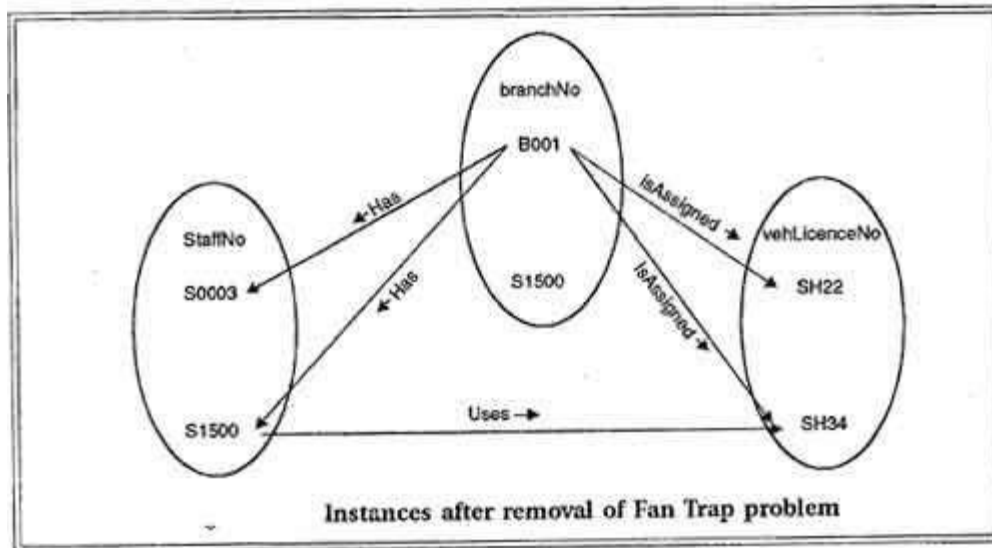 branchNo
B001
S1500
Has
Has
IsAssigned
IsAssigned
StaffNo
S0003
S1500
vehLicenceNo
SH22
SH34
Uses
Instances after removal of Fan Trap problem